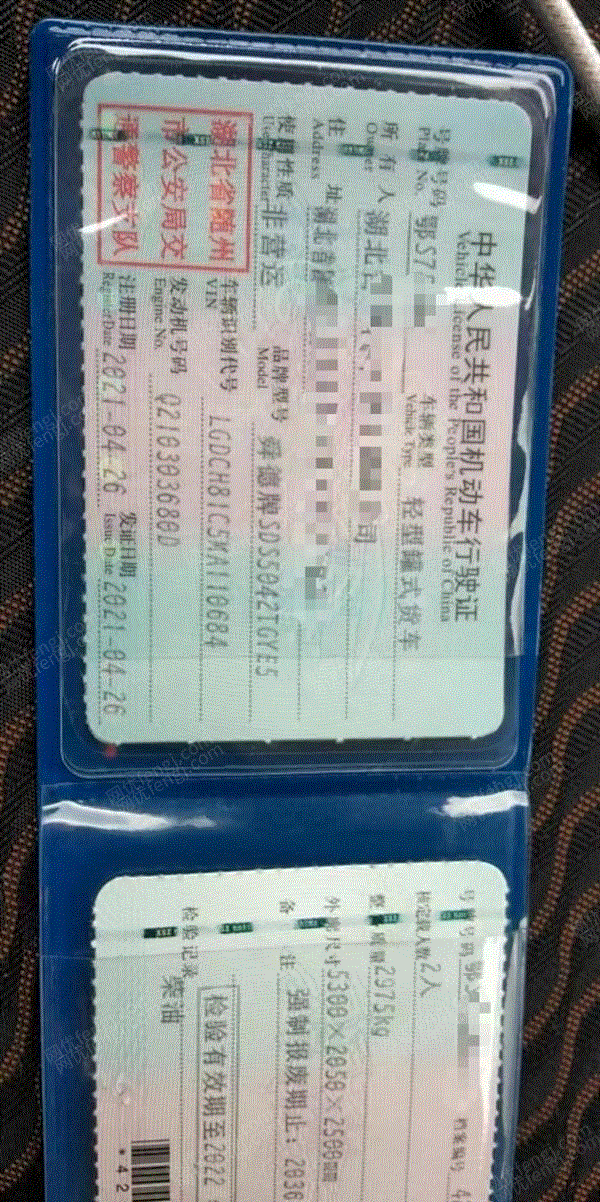 中华人民共和国机动车行驶证
Vehicle License of the People's Republic of China
号牌号码 鄂S76 车辆类型 轻型罐式货车
Plate No. Vehicle Type
所有人 湖北 司
Owner
住址 湖北省
Address
使用性质 非营运 品牌型号 舜德牌SDS5042TGYE5
Use Character Model
湖北省随州
市公安局交
通警察支队
车辆识别代号 LGDCH81C5MA110684
VIN
发动机号码 Q210303680D
Engine No.
注册日期 2021-04-26 发证日期 2021-04-26
Register Date Issue Date
号牌号码 鄂S 档案编号
核定载人数 2人
整备质量 2975kg
外廓尺寸 5300×2050×2500mm
备注 强制报废期止：2036
检验有效期至2022
检验记录 柴油
*42